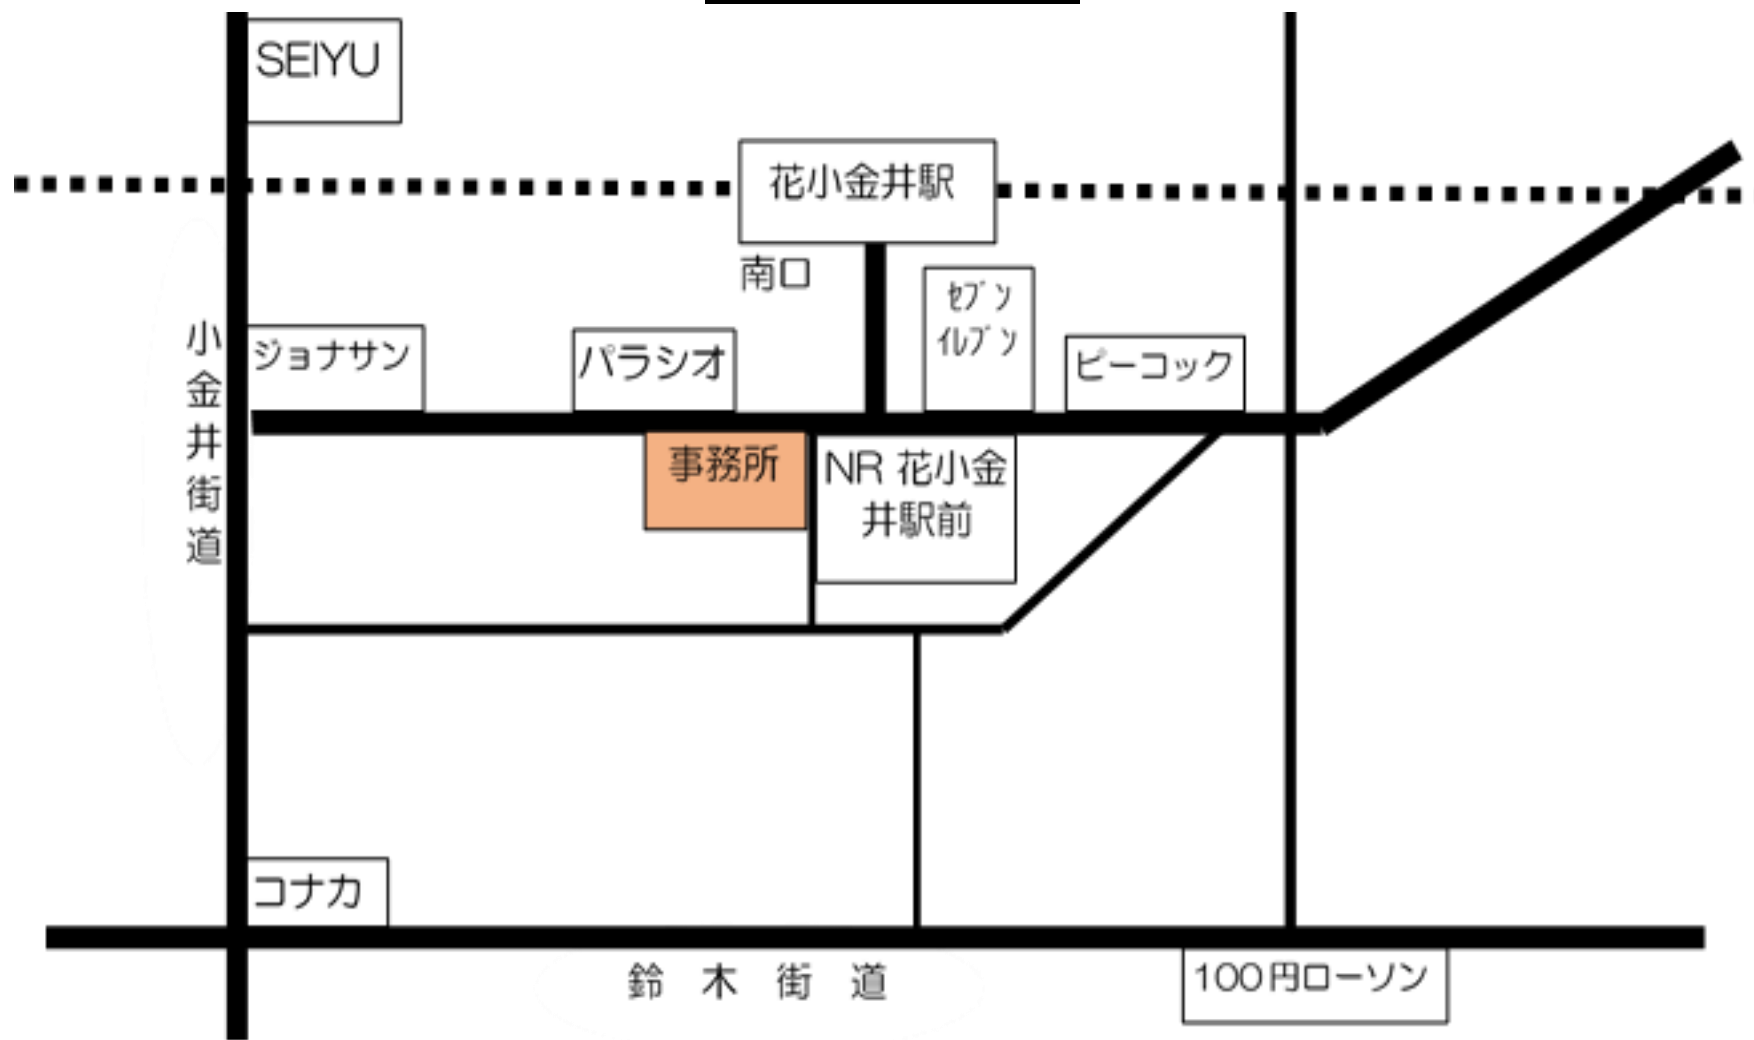 SEIYU
花小金井駅
南口
ｾﾌﾞﾝ
ｲﾚﾌﾞﾝ
小金井街道
ジョナサン
パラシオ
ピーコック
事務所
NR 花小金
井駅前
コナカ
鈴木街道
100円ローソン